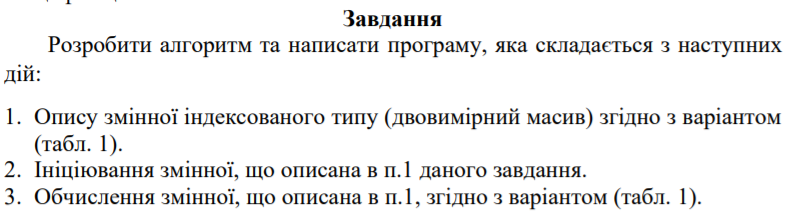 Завдання
Розробити алгоритм та написати програму, яка складається з наступних
дій:
1. Опису змінної індексованого типу (двовимірний масив) згідно з варіантом
(табл. 1).
2. Ініціювання змінної, що описана в п.1 даного завдання.
3. Обчислення змінної, що описана в п.1, згідно з варіантом (табл. 1).